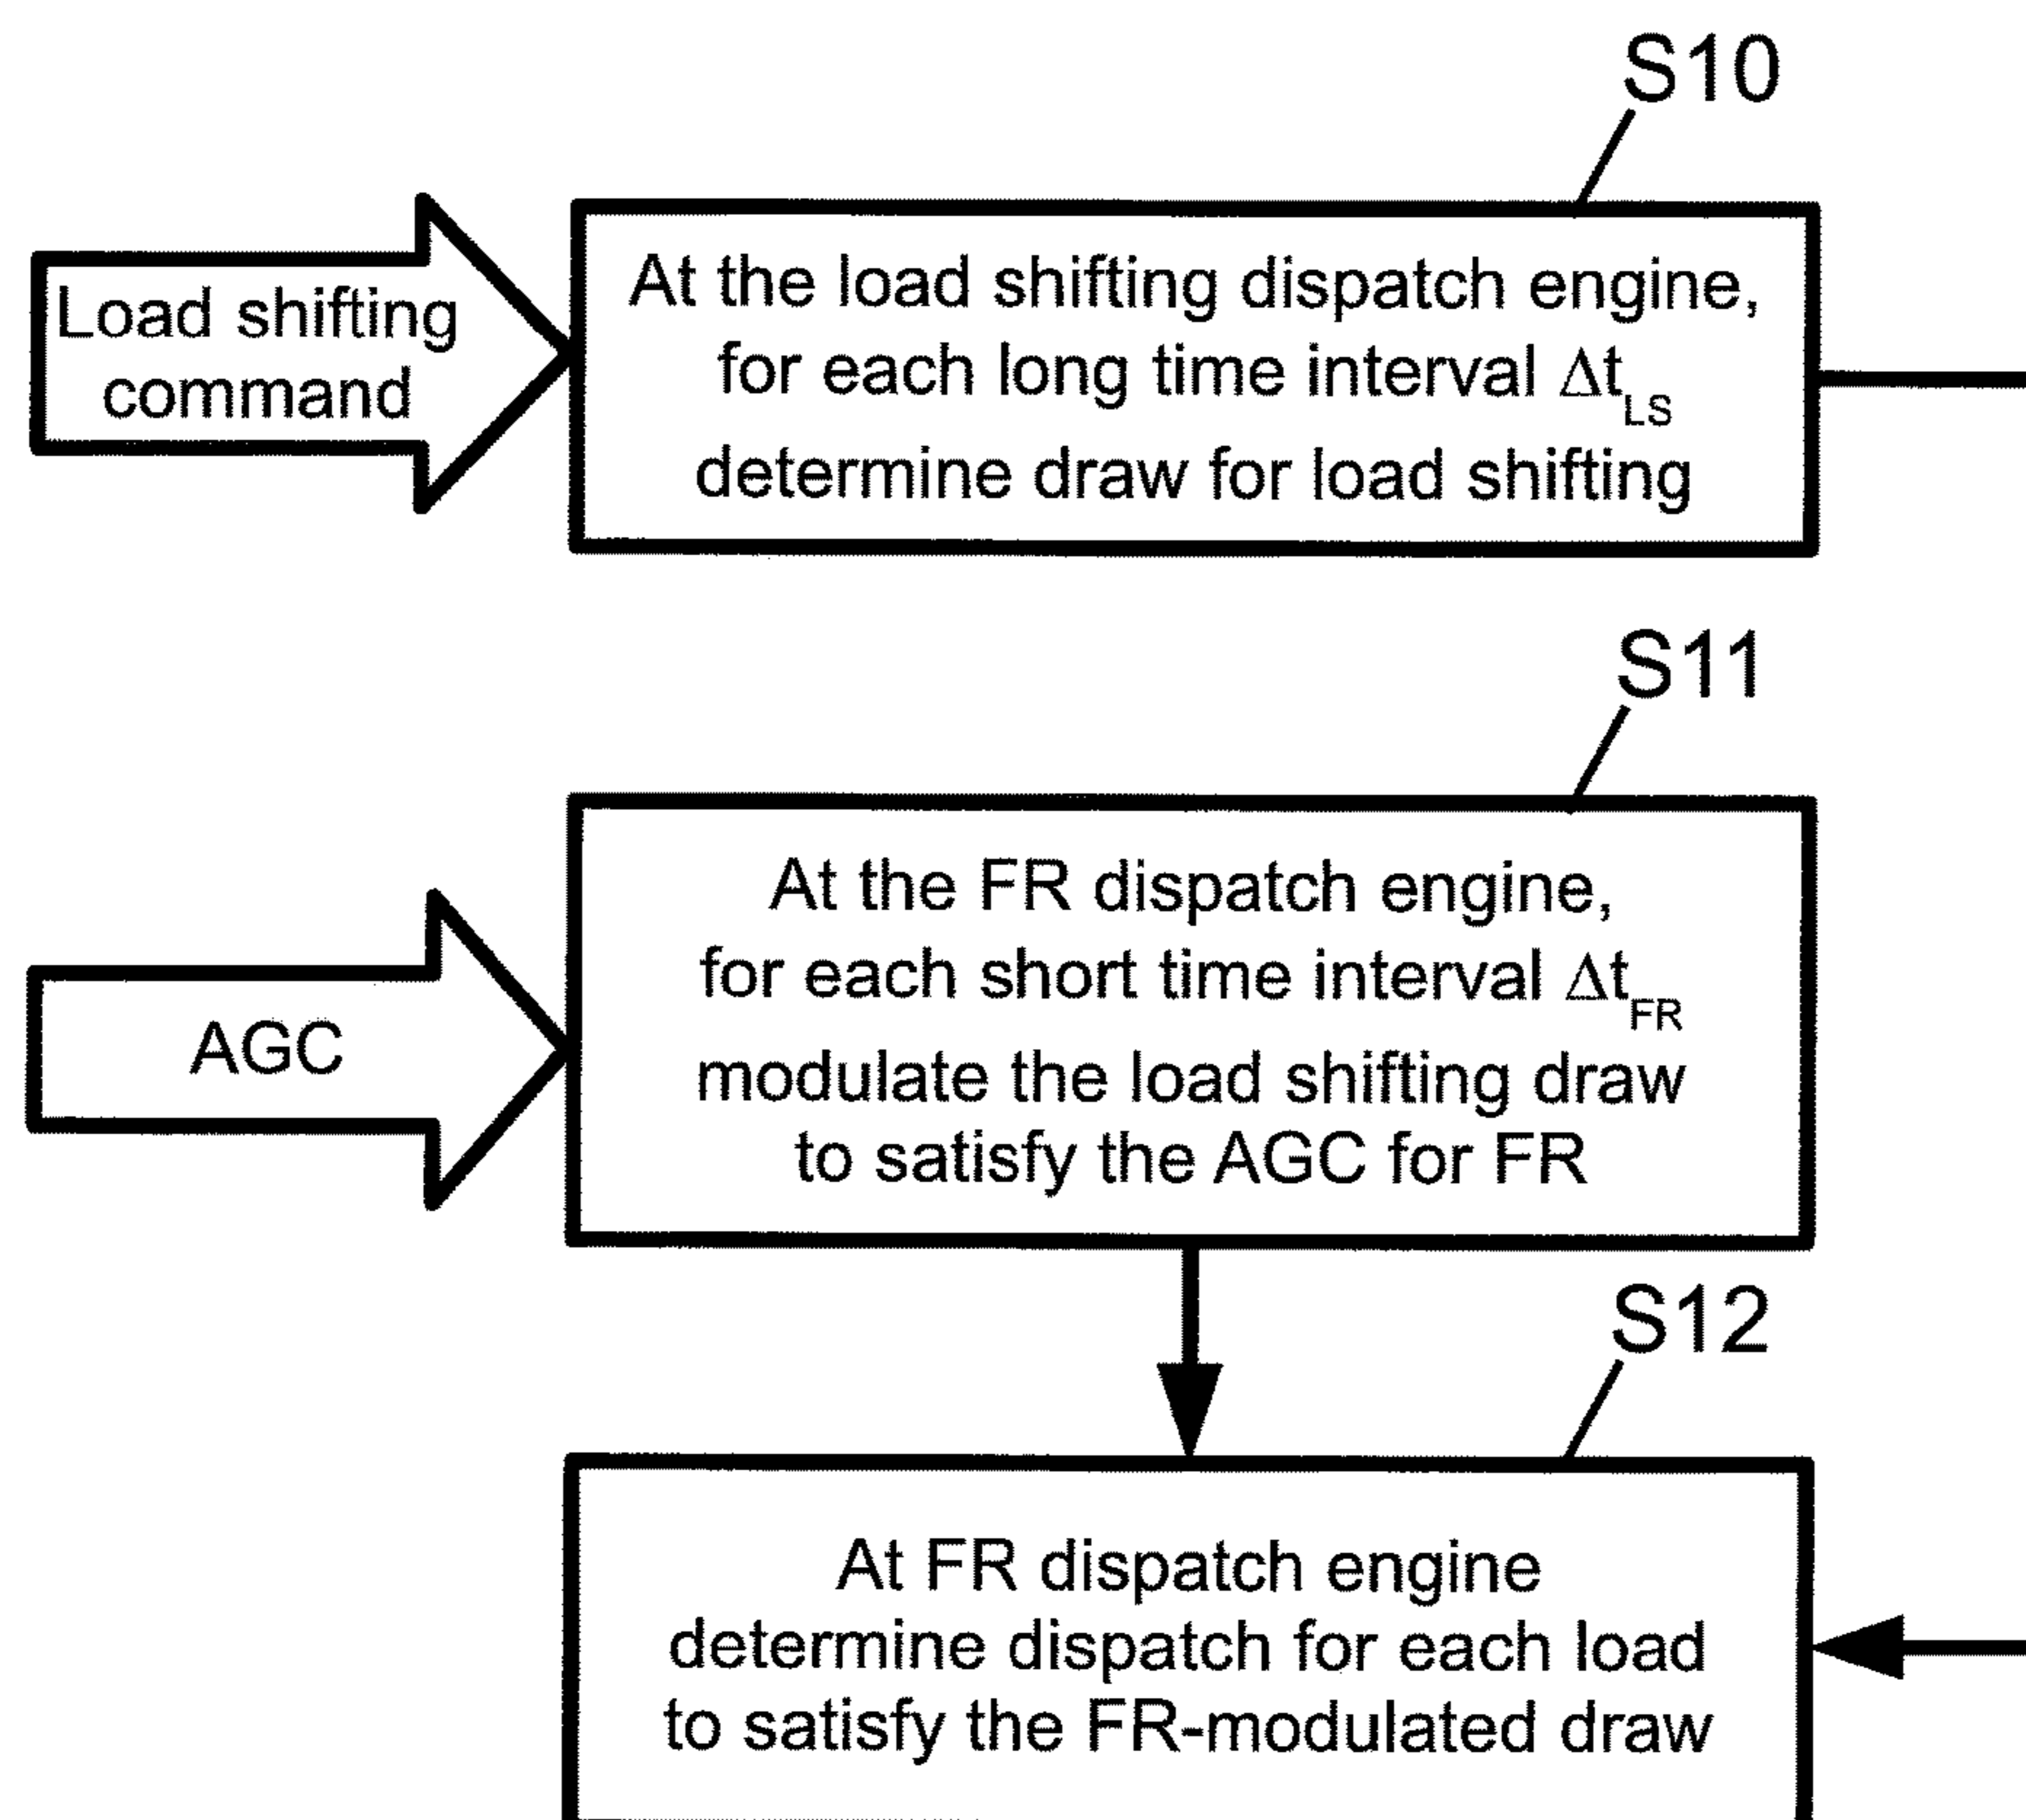 S10
Load shifting
command
At the load shifting dispatch engine,
for each long time interval Δt_LS
determine draw for load shifting
S11
AGC
At the FR dispatch engine,
for each short time interval Δt_FR
modulate the load shifting draw
to satisfy the AGC for FR
S12
At FR dispatch engine
determine dispatch for each load
to satisfy the FR-modulated draw